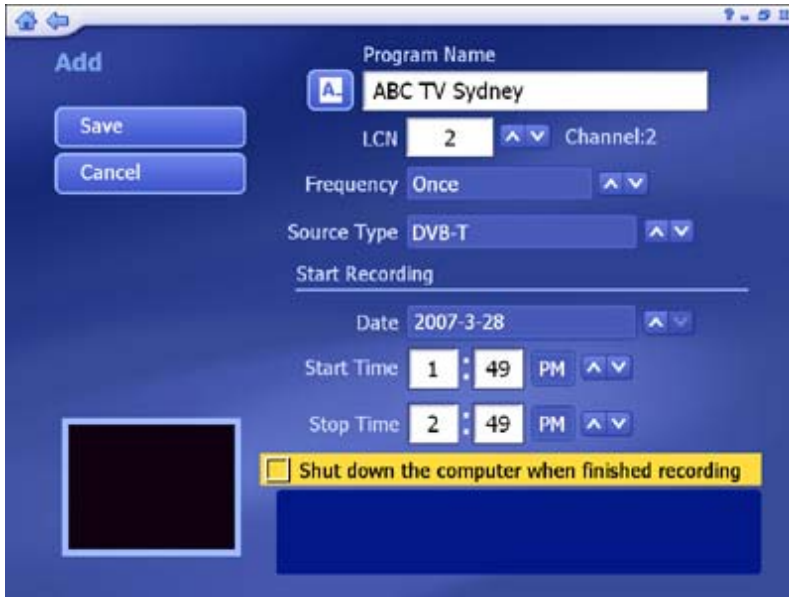 Add
Save
Cancel
Program Name
A
ABC TV Sydney
LCN 2 Channel:2
Frequency Once
Source Type DVB-T
Start Recording
Date 2007-3-28
Start Time 1 : 49 PM
Stop Time 2 : 49 PM
Shut down the computer when finished recording